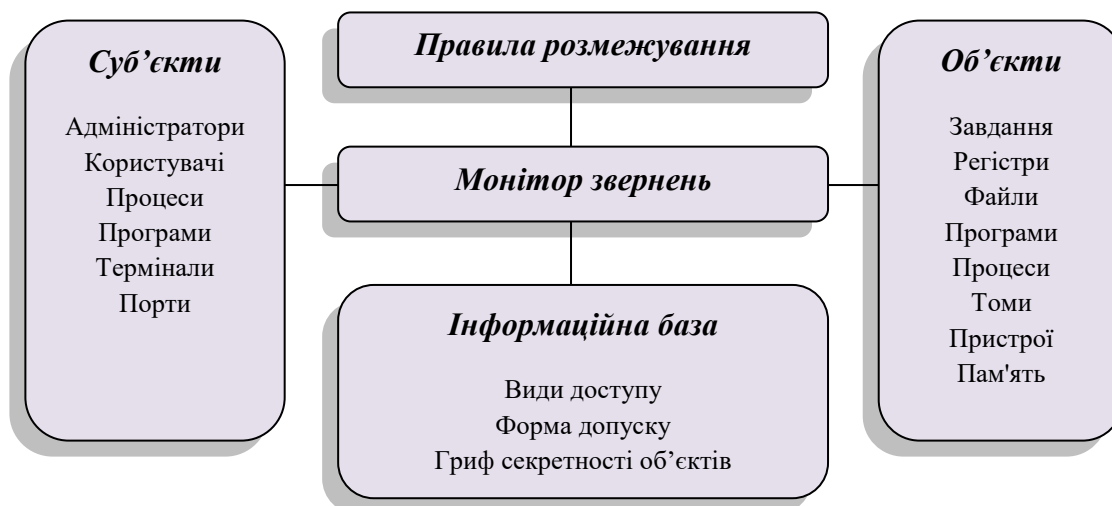 Суб’єкти
Адміністратори
Користувачі
Процеси
Програми
Термінали
Порти
Правила розмежування
Монітор звернень
Інформаційна база
Види доступу
Форма допуску
Гриф секретності об’єктів
Об’єкти
Завдання
Регістри
Файли
Програми
Процеси
Томи
Пристрої
Пам'ять